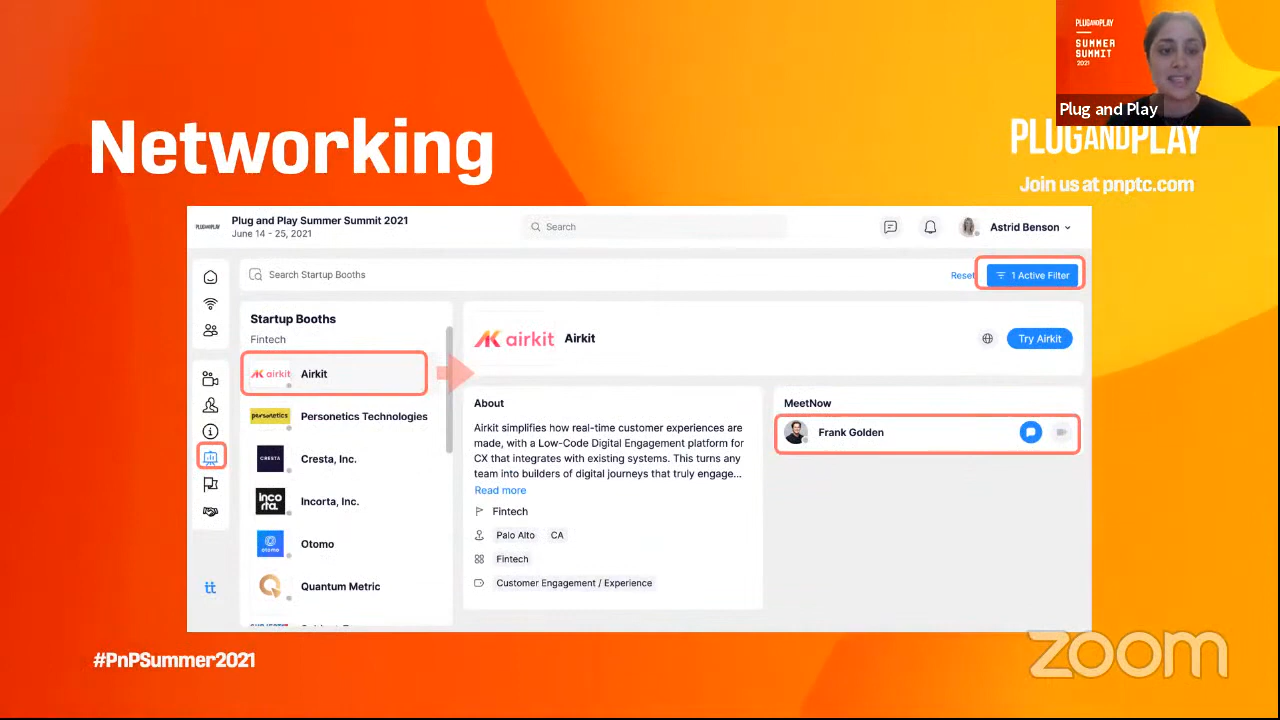 PLUGANDPLAY
SUMMER
SUMMIT
2021
Plug and Play
Networking
PLUGANDPLAY
Join us at pnptc.com
PLUGANDPLAY
Plug and Play Summer Summit 2021
June 14 - 25, 2021
Search
Astrid Benson
Search Startup Booths
Reset
1 Active Filter
Startup Booths
Fintech
airkit
Airkit
personetics
Personetics Technologies
CRESTA
Cresta, Inc.
Inco
rta.
Incorta, Inc.
otomo
Otomo
Quantum Metric
airkit
Airkit
Try Airkit
About
Airkit simplifies how real-time customer experiences are
made, with a Low-Code Digital Engagement platform for
CX that integrates with existing systems. This turns any
team into builders of digital journeys that truly engage...
Read more
Fintech
Palo Alto CA
Fintech
Customer Engagement / Experience
MeetNow
Frank Golden
tt
#PnPSummer2021
zoom